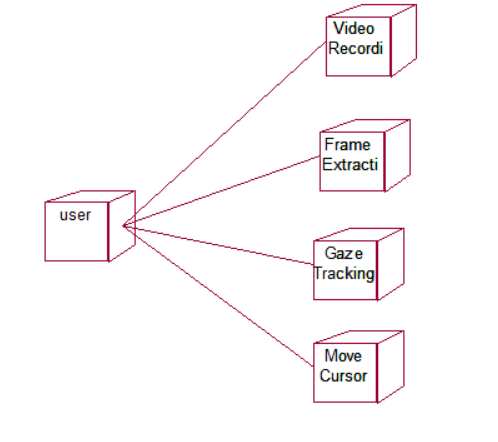 Video
Recordi
Frame
Extracti
user
Gaze
Tracking
Move
Cursor